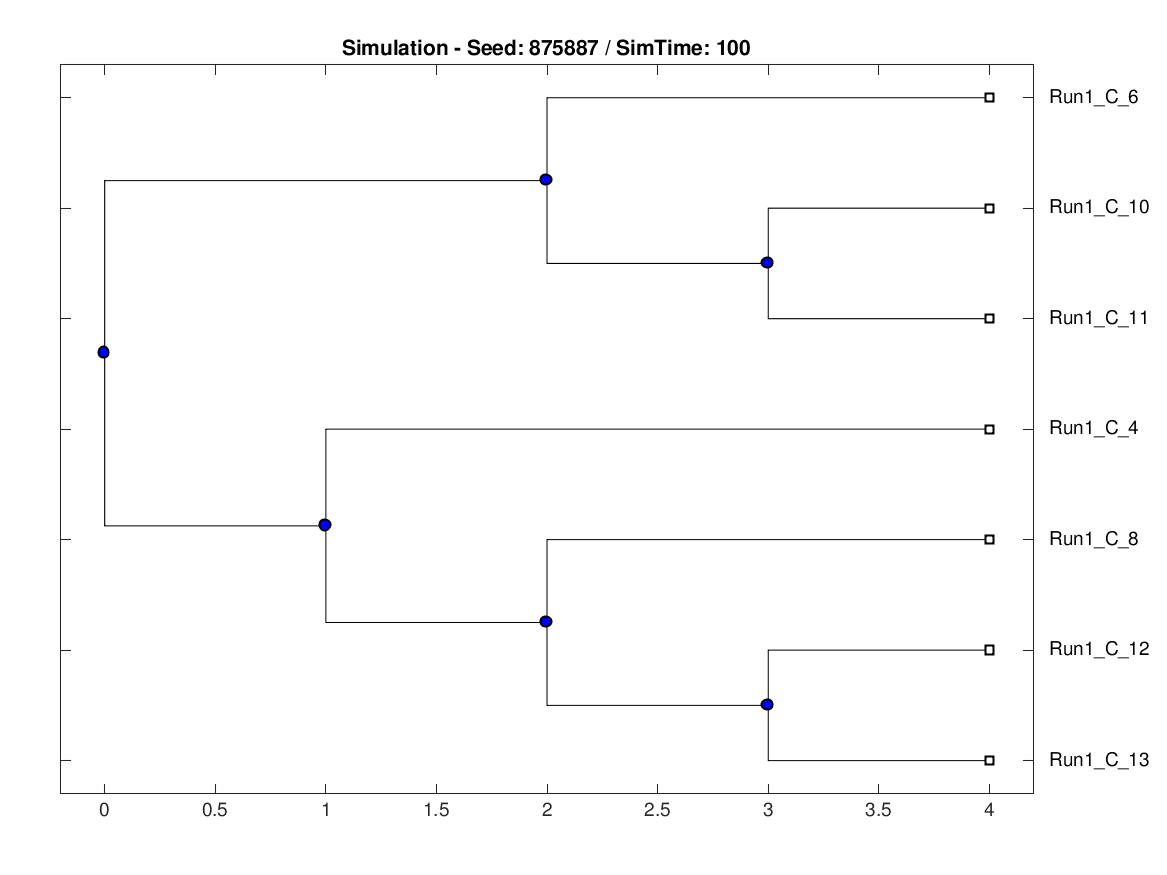 Simulation - Seed: 875887 / SimTime: 100
Run1_C_6
Run1_C_10
Run1_C_11
Run1_C_4
Run1_C_8
Run1_C_12
Run1_C_13
0 0.5 1 1.5 2 2.5 3 3.5 4